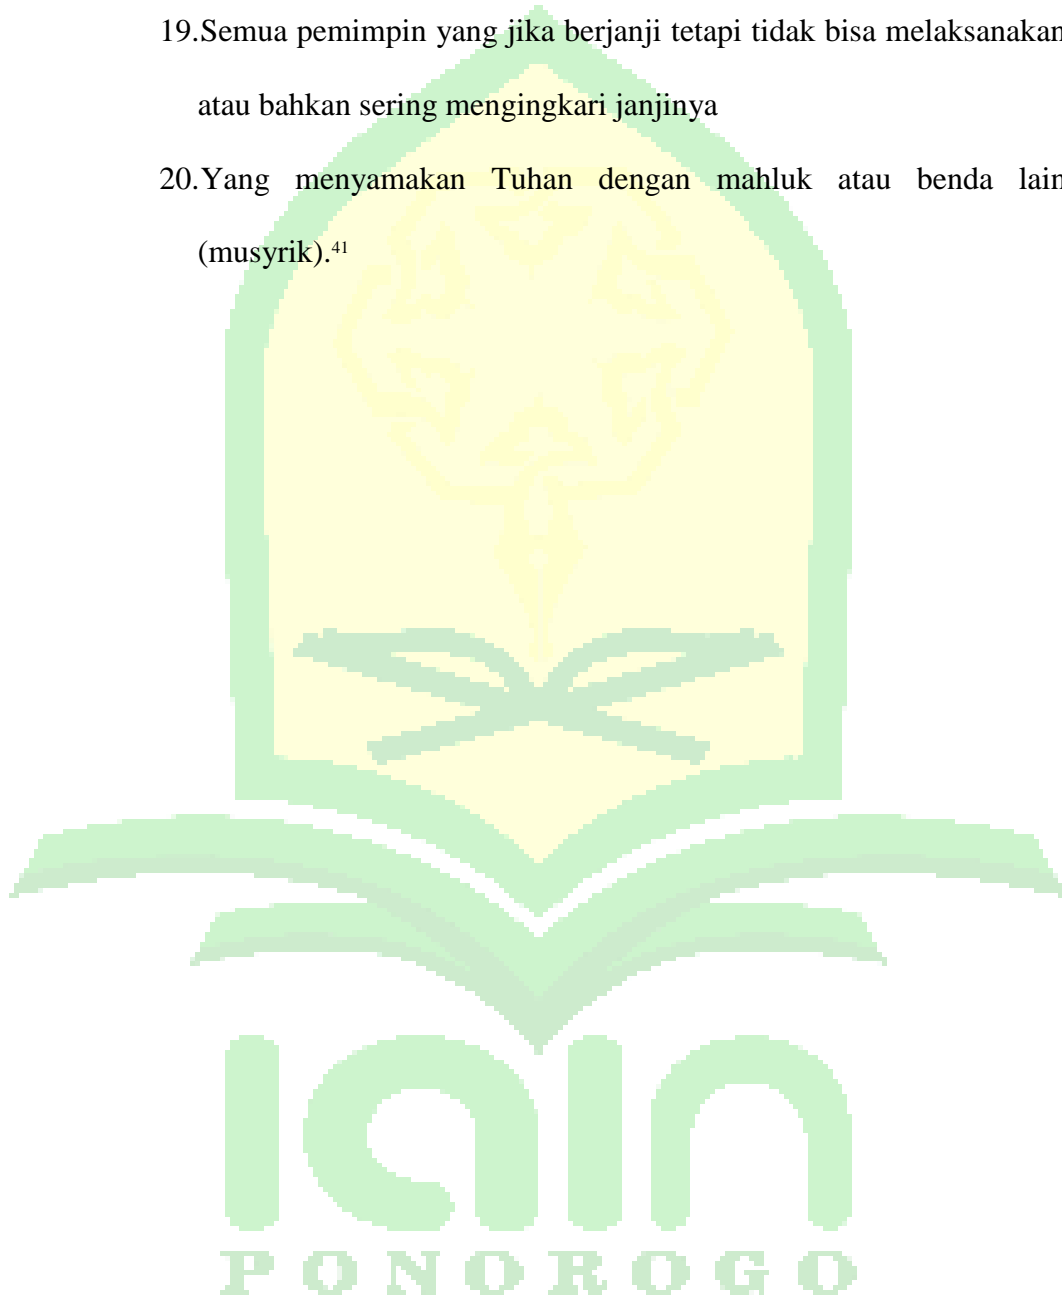 19.Semua pemimpin yang jika berjanji tetapi tidak bisa melaksanakan
atau bahkan sering mengingkari janjinya
20.Yang menyamakan Tuhan dengan mahluk atau benda lain
(musyrik).⁴¹
iain
PONOROGO